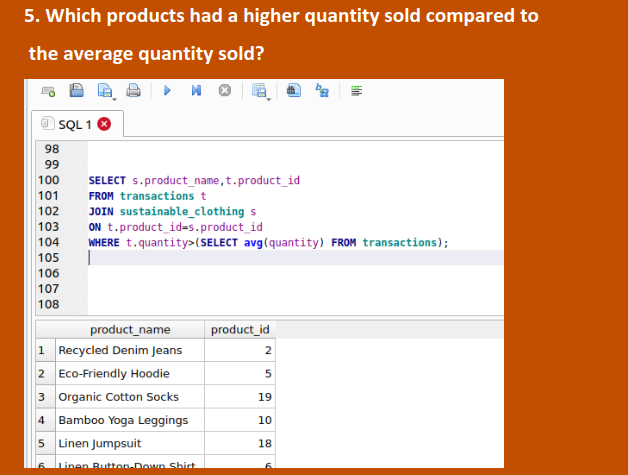 5. Which products had a higher quantity sold compared to
the average quantity sold?
SQL 1
98
99
100 SELECT s.product_name,t.product_id
101 FROM transactions t
102 JOIN sustainable_clothing s
103 ON t.product_id=s.product_id
104 WHERE t.quantity>(SELECT avg(quantity) FROM transactions);
105
106
107
108
product_name product_id
1 Recycled Denim Jeans 2
2 Eco-Friendly Hoodie 5
3 Organic Cotton Socks 19
4 Bamboo Yoga Leggings 10
5 Linen Jumpsuit 18
6 Linen Button-Down Shirt 6